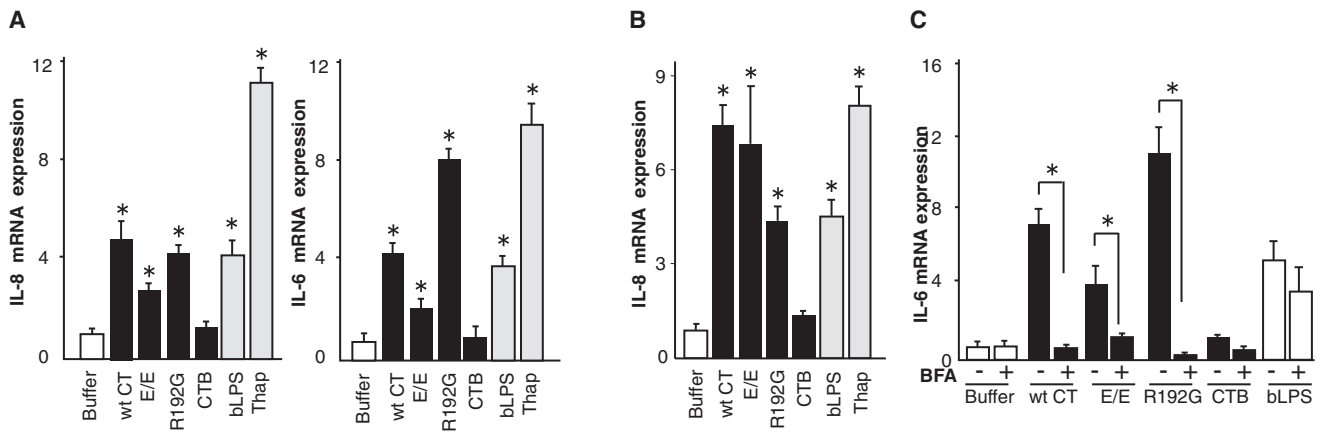 A
IL-8 mRNA expression
12
8
4
0
*
*
*
*
*
Buffer
wt CT
E/E
R192G
CTB
bLPS
Thap
IL-6 mRNA expression
12
8
4
0
*
*
*
*
*
Buffer
wt CT
E/E
R192G
CTB
bLPS
Thap
B
IL-8 mRNA expression
9
6
3
0
*
*
*
*
*
Buffer
wt CT
E/E
R192G
CTB
bLPS
Thap
C
IL-6 mRNA expression
16
12
8
4
0
*
*
*
BFA - + - + - + - + - + - +
Buffer wt CT E/E R192G CTB bLPS